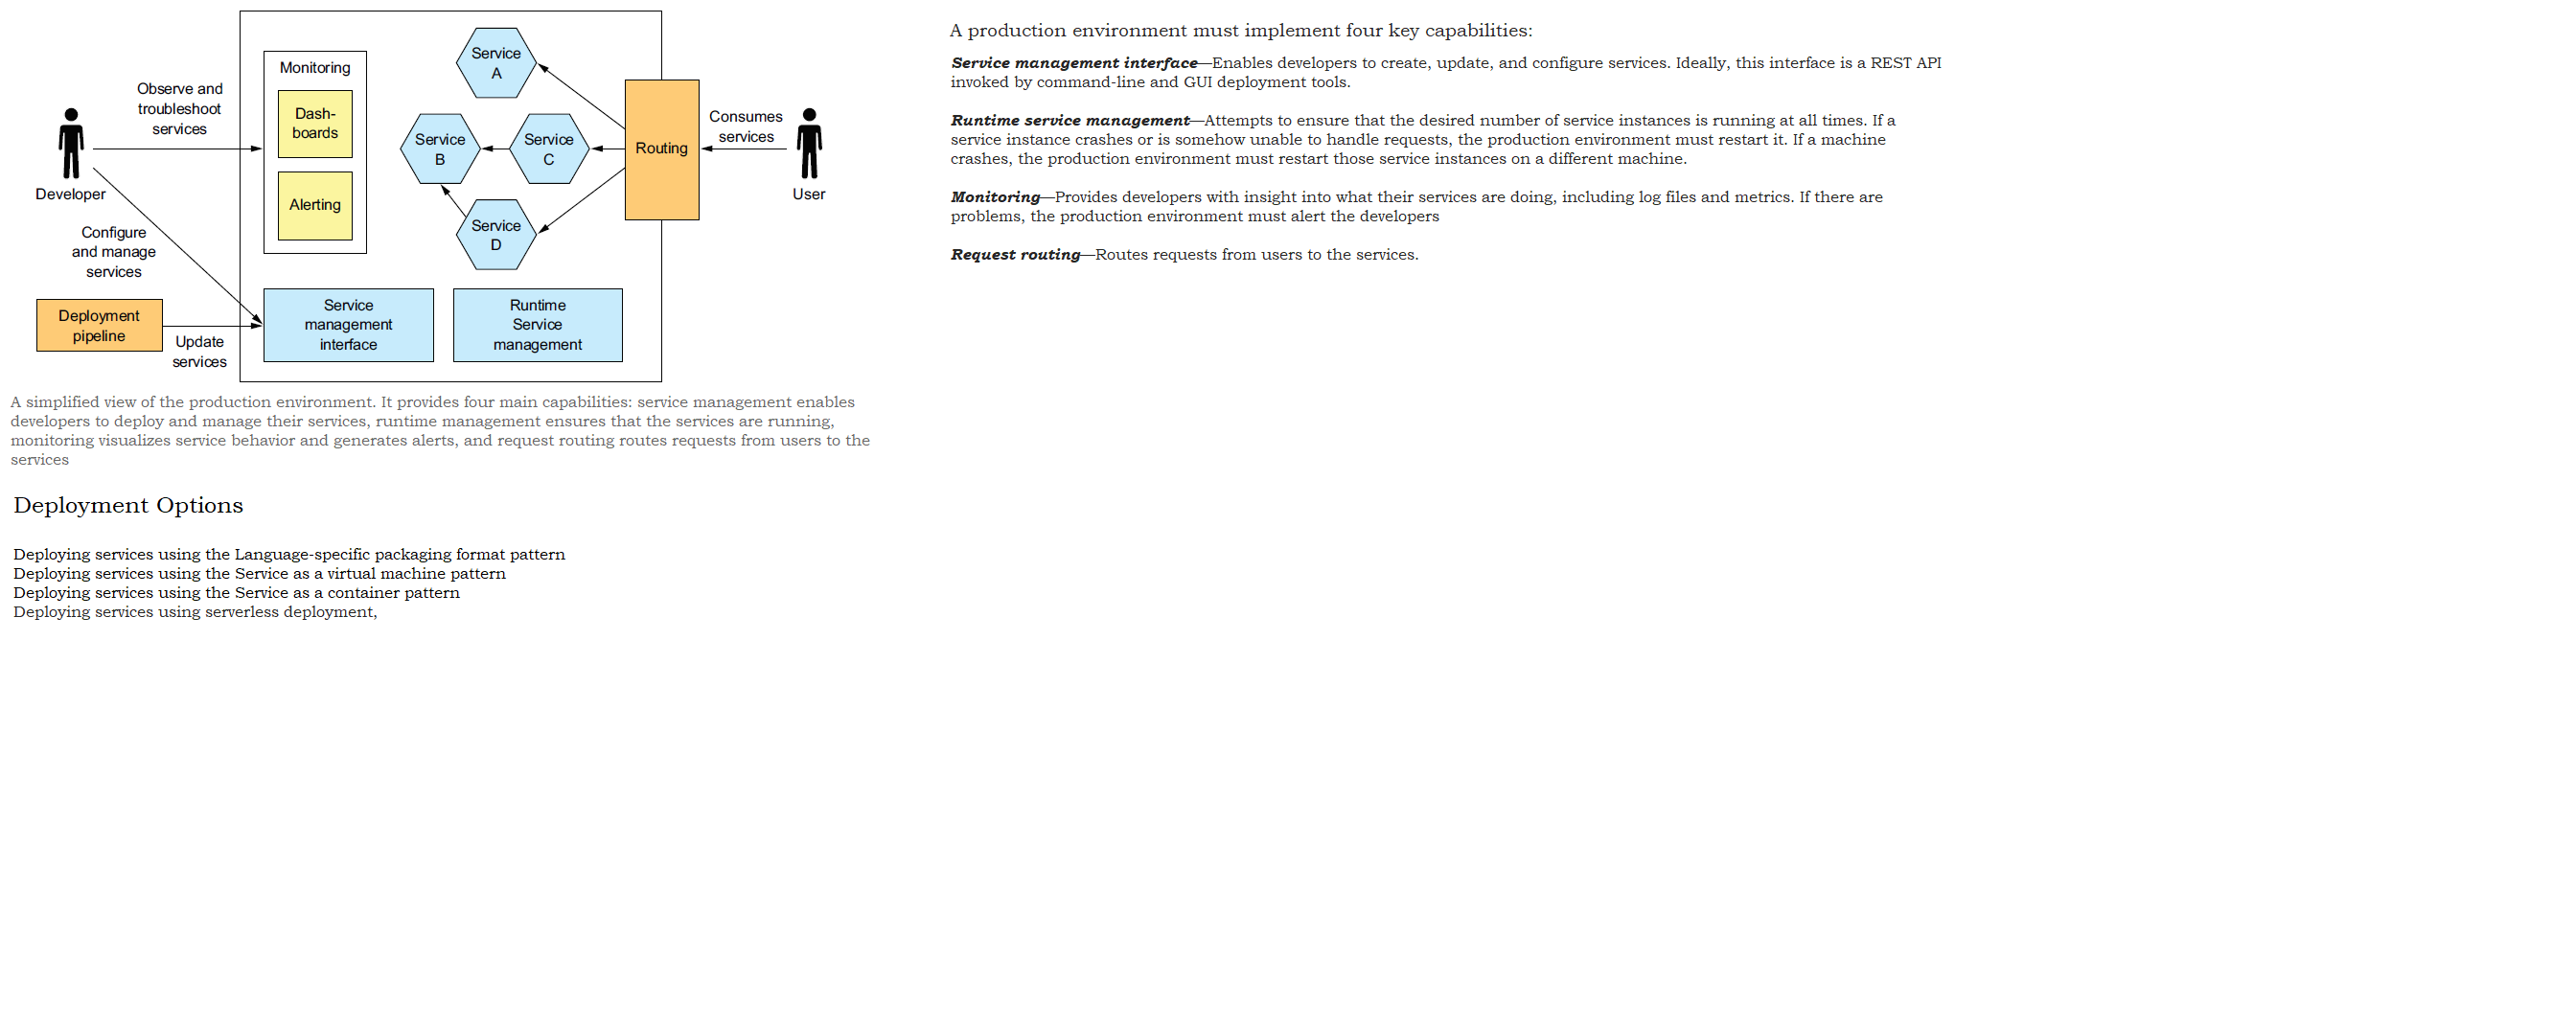 Monitoring
Dash-
boards
Alerting
Observe and
troubleshoot
services
Developer
Configure
and manage
services
Deployment
pipeline
Update
services
Service
A
Service
B
Service
C
Service
D
Routing
Consumes
services
User
Service
management
interface
Runtime
Service
management
A simplified view of the production environment. It provides four main capabilities: service management enables
developers to deploy and manage their services, runtime management ensures that the services are running,
monitoring visualizes service behavior and generates alerts, and request routing routes requests from users to the
services
Deployment Options
Deploying services using the Language-specific packaging format pattern
Deploying services using the Service as a virtual machine pattern
Deploying services using the Service as a container pattern
Deploying services using serverless deployment,
A production environment must implement four key capabilities:
Service management interface—Enables developers to create, update, and configure services. Ideally, this interface is a REST API
invoked by command-line and GUI deployment tools.
Runtime service management—Attempts to ensure that the desired number of service instances is running at all times. If a
service instance crashes or is somehow unable to handle requests, the production environment must restart it. If a machine
crashes, the production environment must restart those service instances on a different machine.
Monitoring—Provides developers with insight into what their services are doing, including log files and metrics. If there are
problems, the production environment must alert the developers
Request routing—Routes requests from users to the services.